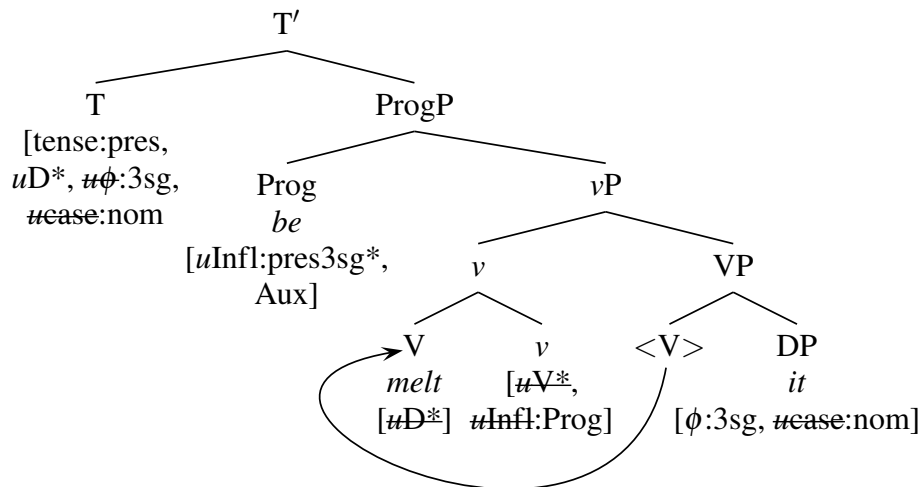 T′
T ProgP
[tense:pres,
uD*, uϕ:3sg, Prog vP
ucase:nom be
[uInfl:pres3sg*, v VP
Aux]
V v <V> DP
melt [uV*, it
[uD*] uInfl:Prog] [ϕ:3sg, ucase:nom]